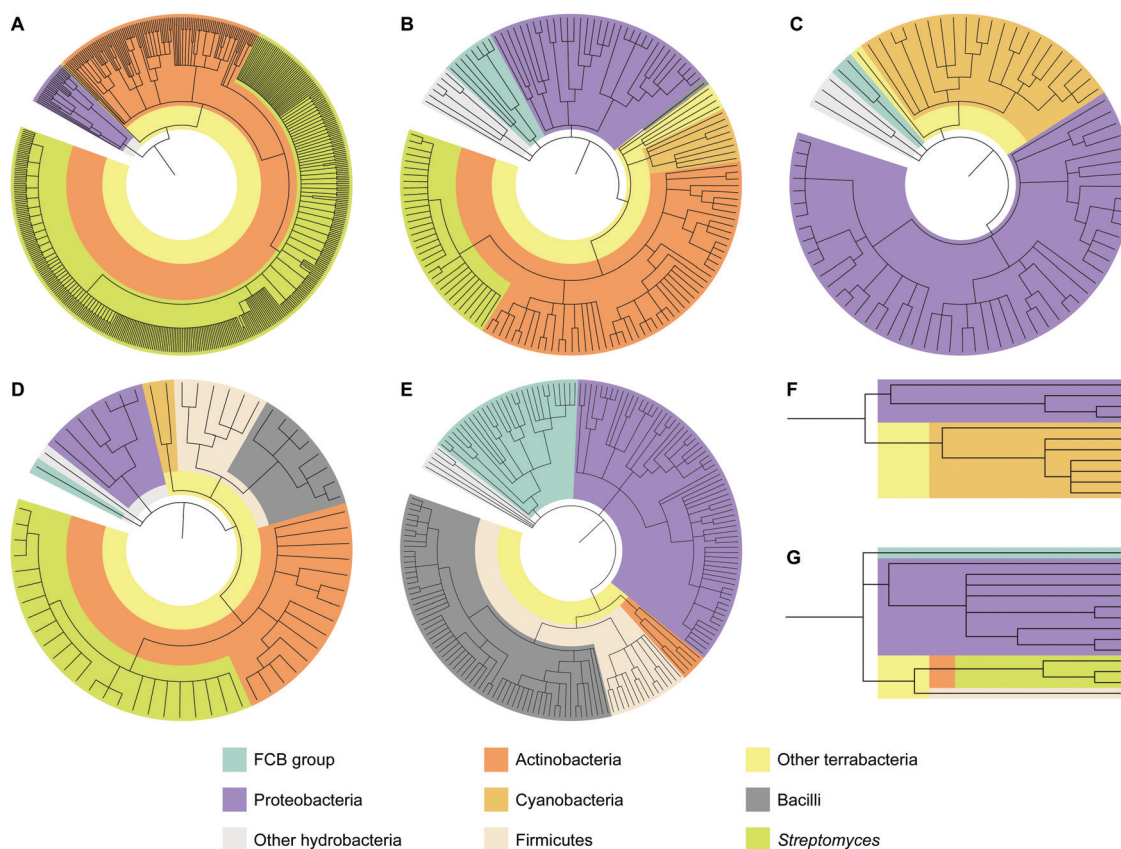 A
B
C
D
E
F
G
FCB group
Actinobacteria
Other terrabacteria
Proteobacteria
Cyanobacteria
Bacilli
Other hydrobacteria
Firmicutes
Streptomyces